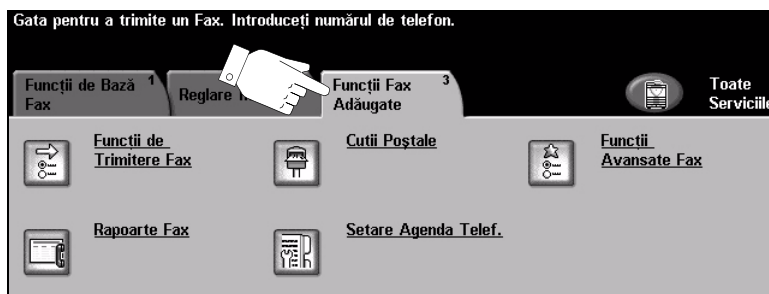 Gata pentru a trimite un Fax. Introduceți numărul de telefon.
Funcții de Bază 1
Fax
Reglare
Funcții Fax 3
Adăugate
Toate
Serviciile
Funcții de
Trimitere Fax
Cutii Poștale
Funcții
Avansate Fax
Rapoarte Fax
Setare Agenda Telef.